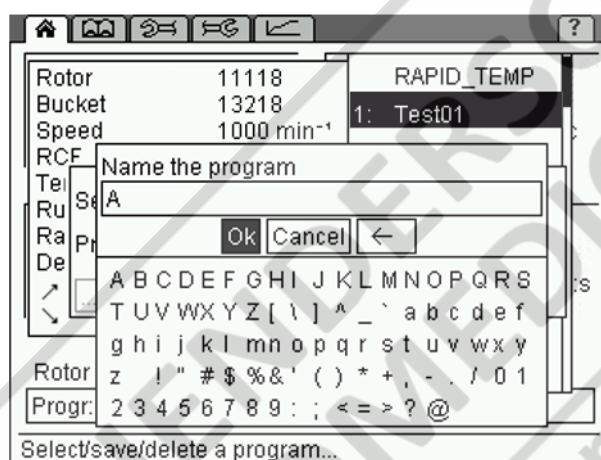 ?
Rotor 11118
Bucket 13218
Speed 1000 min⁻¹
RCF
RAPID_TEMP
1: Test01
Name the program
A
Ok Cancel ←
A B C D E F G H I J K L M N O P Q R S
T U V W X Y Z [ \ ] ^ _ ` a b c d e f
g h i j k l m n o p q r s t u v w x y
z ! " # $ % & ' ( ) * + , - . / 0 1
2 3 4 5 6 7 8 9 : ; < = > ? @
Rotor
Progr:
Select/save/delete a program...